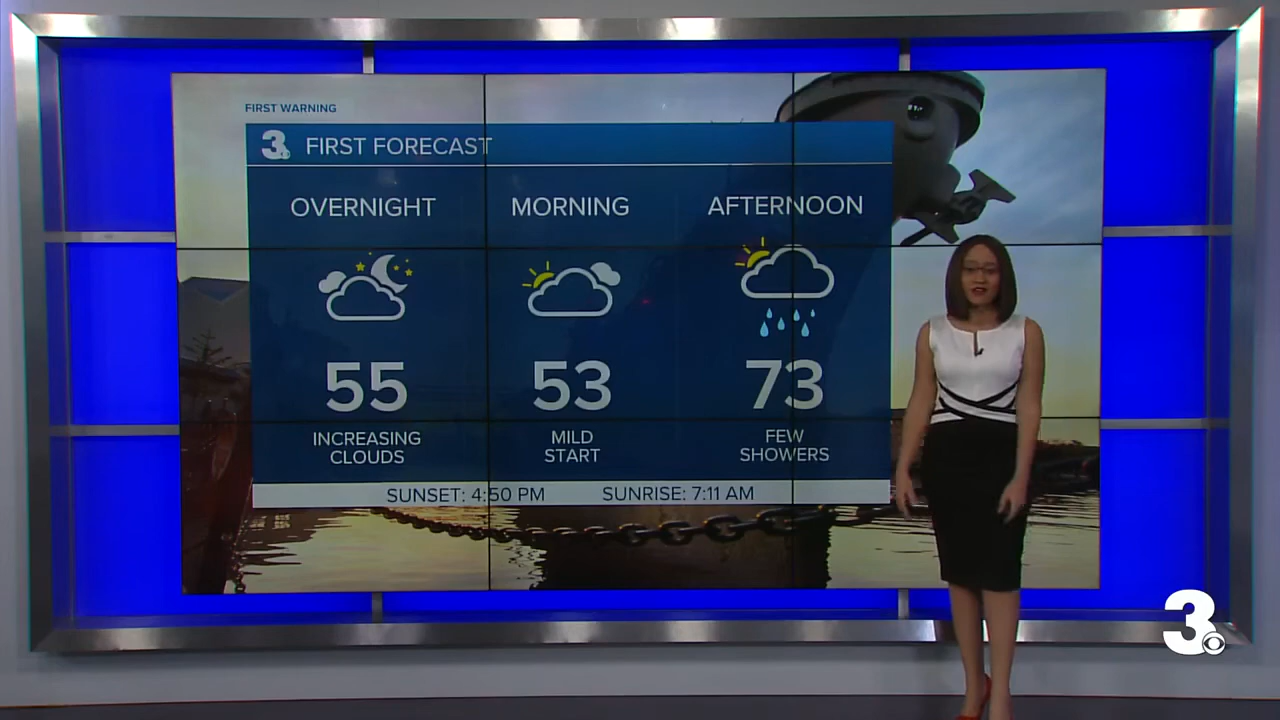 FIRST WARNING
3 FIRST FORECAST
OVERNIGHT MORNING AFTERNOON
55 53 73
INCREASING CLOUDS
MILD START
FEW SHOWERS
SUNSET: 4:50 PM SUNRISE: 7:11 AM
3